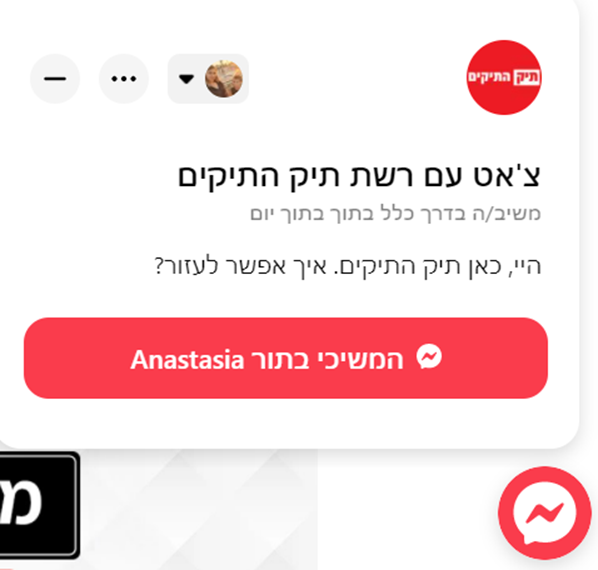 תיק התיקים
צ'אט עם רשת תיק התיקים
משיב/ה בדרך כלל בתוך בתוך יום
היי, כאן תיק התיקים. איך אפשר לעזור?
המשיכי בתור Anastasia
מ